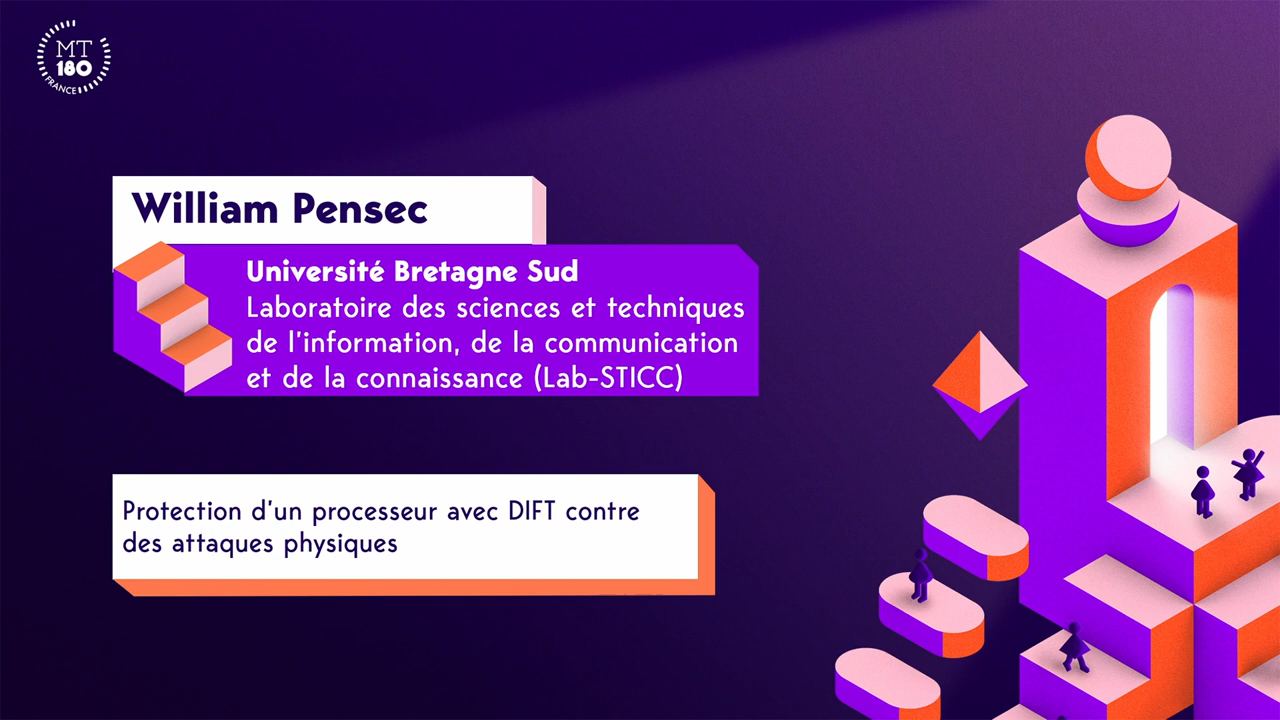 MT
180
FRANCE
William Pensec
Université Bretagne Sud
Laboratoire des sciences et techniques
de l'information, de la communication
et de la connaissance (Lab-STICC)
Protection d'un processeur avec DIFT contre
des attaques physiques